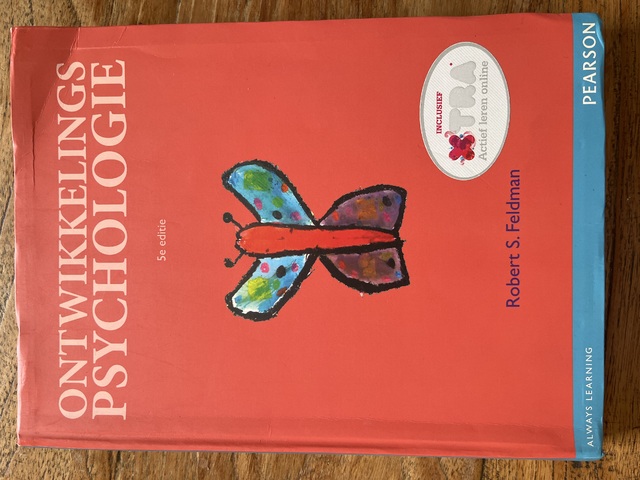 ONTWIKKELINGS
PSYCHOLOGIE
5e editie
INCLUSIEF
XTRA
Actief leren online
Robert S. Feldman
ALWAYS LEARNING
PEARSON